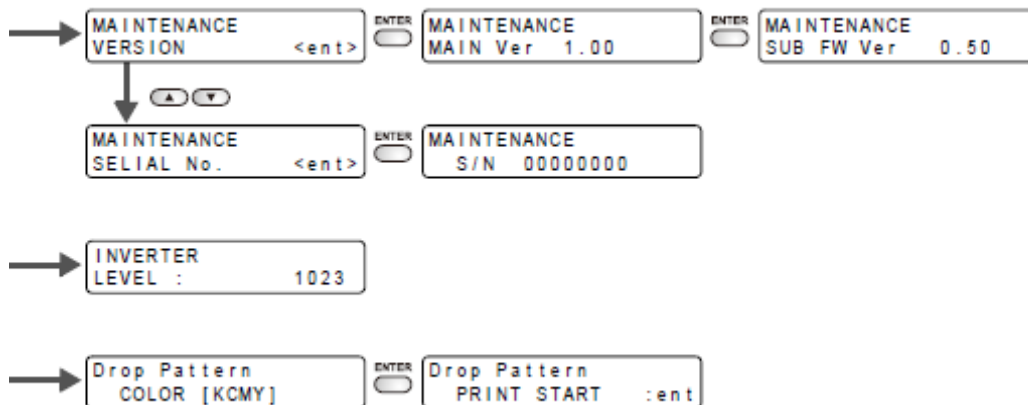 MAINTENANCE
VERSION <ent>
ENTER
MAINTENANCE
MAIN Ver 1.00
ENTER
MAINTENANCE
SUB FW Ver 0.50
MAINTENANCE
SELIAL No. <ent>
ENTER
MAINTENANCE
S/N 00000000
INVERTER
LEVEL : 1023
Drop Pattern
COLOR [KCMY]
ENTER
Drop Pattern
PRINT START :ent